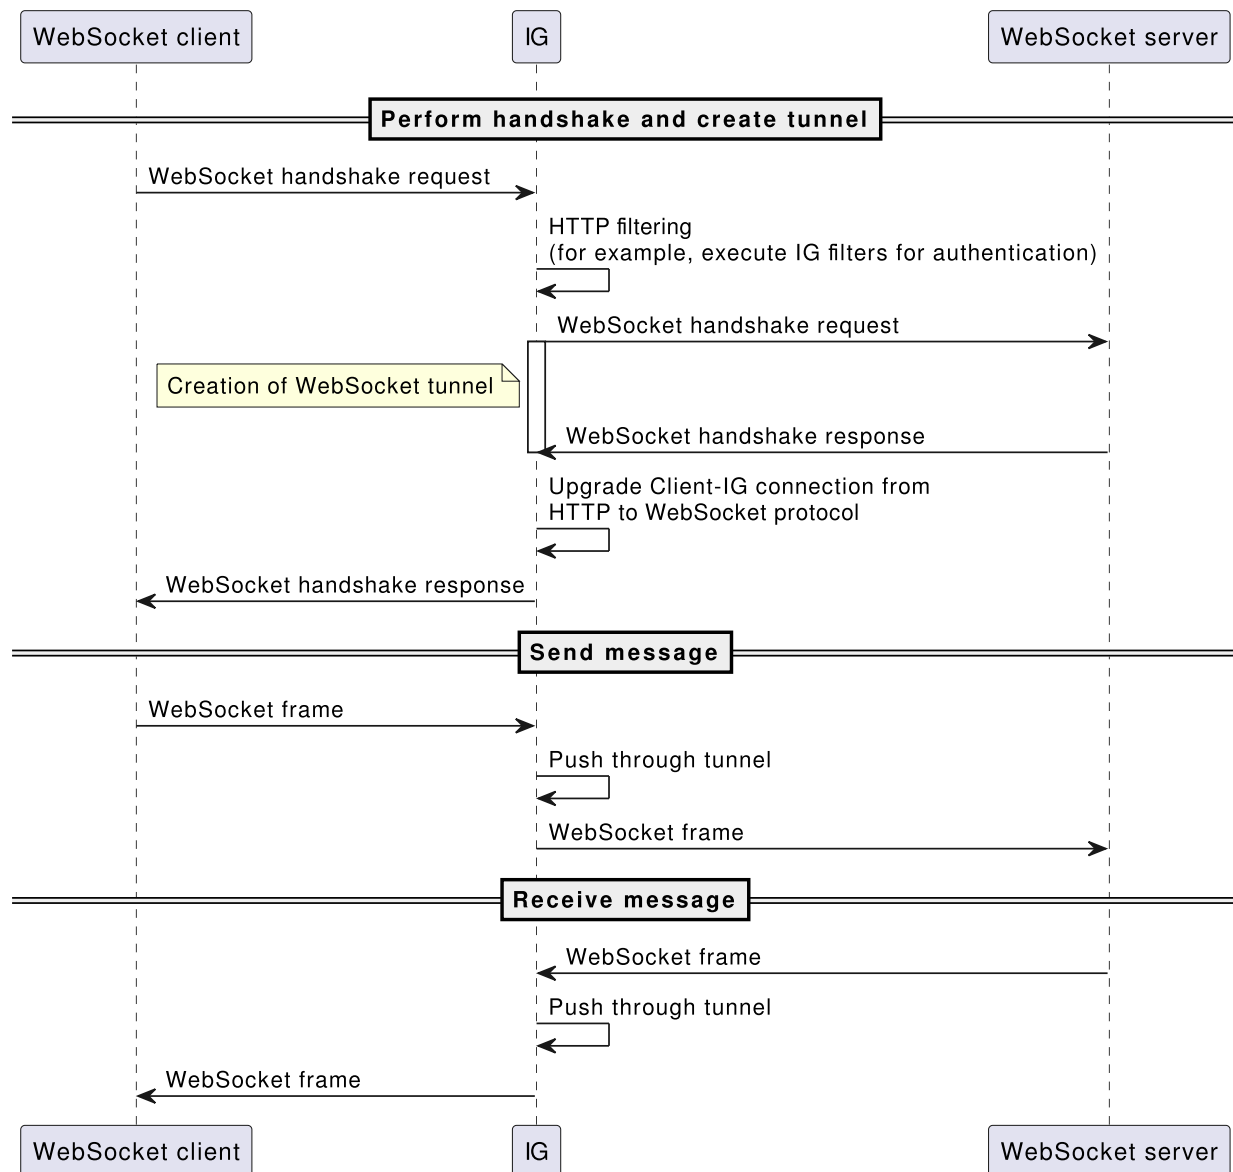 WebSocket client
IG
WebSocket server
Perform handshake and create tunnel
WebSocket handshake request
HTTP filtering
(for example, execute IG filters for authentication)
WebSocket handshake request
Creation of WebSocket tunnel
WebSocket handshake response
Upgrade Client-IG connection from
HTTP to WebSocket protocol
WebSocket handshake response
Send message
WebSocket frame
Push through tunnel
WebSocket frame
Receive message
WebSocket frame
Push through tunnel
WebSocket frame
WebSocket client
IG
WebSocket server